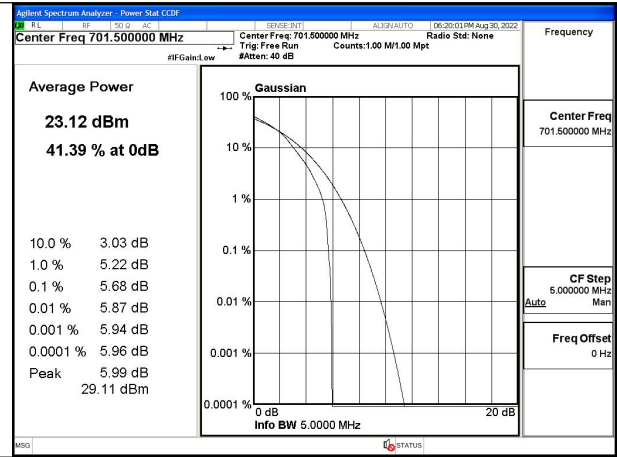 Agilent Spectrum Analyzer - Power Stat CCDF
RL RF 50 Ω AC SENSE:INT ALIGN AUTO 06:20:01 PM Aug 30, 2022
Center Freq 701.500000 MHz
Center Freq: 701.500000 MHz Radio Std: None
Trig: Free Run Counts:1.00 M/1.00 Mpt
#IFGain:Low #Atten: 40 dB
Frequency
Average Power
23.12 dBm
41.39 % at 0dB
10.0 % 3.03 dB
1.0 % 5.22 dB
0.1 % 5.68 dB
0.01 % 5.87 dB
0.001 % 5.94 dB
0.0001 % 5.96 dB
Peak 5.99 dB
29.11 dBm
Gaussian
100 %
10 %
1 %
0.1 %
0.01 %
0.001 %
0.0001 %
0 dB 20 dB
Info BW 5.0000 MHz
Center Freq
701.500000 MHz
CF Step
5.000000 MHz
Auto Man
Freq Offset
0 Hz
MSG STATUS